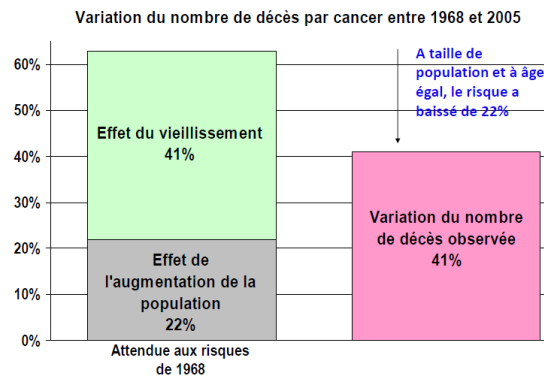 Variation du nombre de décès par cancer entre 1968 et 2005
60%
50%
40%
30%
20%
10%
0%
Effet du vieillissement
41%
Effet de
l'augmentation de la
population
22%
Attendue aux risques
de 1968
A taille de
population et à âge
égal, le risque a
baissé de 22%
Variation du nombre
de décès observée
41%